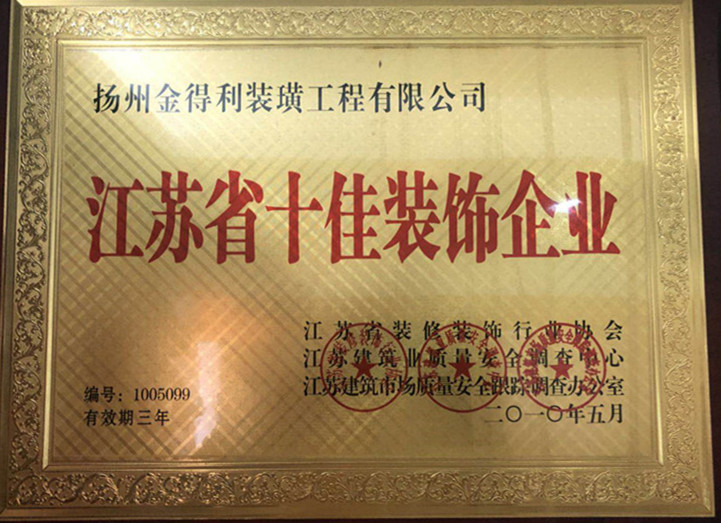 扬州金得利装璜工程有限公司
江苏省十佳装饰企业
江苏省装修装饰行业协会
江苏建筑业质量安全调查中心
江苏建筑市场质量安全跟踪调查办公室
二〇一〇年五月
编号：1005099
有效期三年